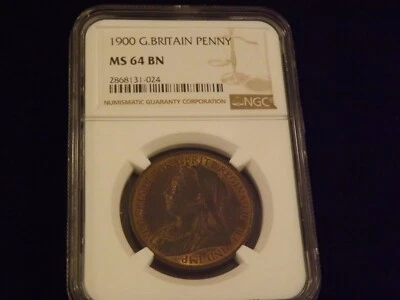 1900 G.BRITAIN PENNY
MS 64 BN
2868131-024
NUMISMATIC GUARANTY CORPORATION
NGC